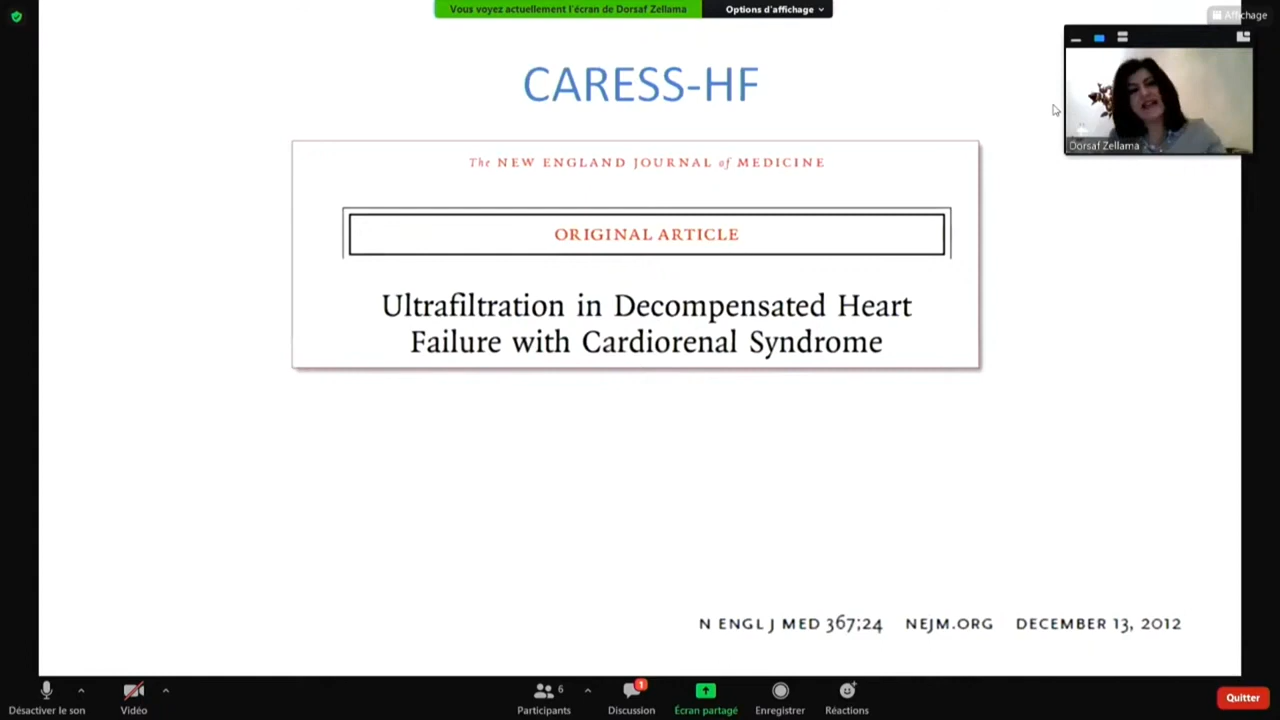 Vous voyez actuellement l'écran de Dorsaf Zellama
Options d'affichage
Affichage
CARESS-HF
Dorsaf Zellama
The NEW ENGLAND JOURNAL of MEDICINE
ORIGINAL ARTICLE
Ultrafiltration in Decompensated Heart
Failure with Cardiorenal Syndrome
N ENGL J MED 367;24 NEJM.ORG DECEMBER 13, 2012
Désactiver le son
Vidéo
6
Participants
1
Discussion
Écran partagé
Enregistrer
Réactions
Quitter